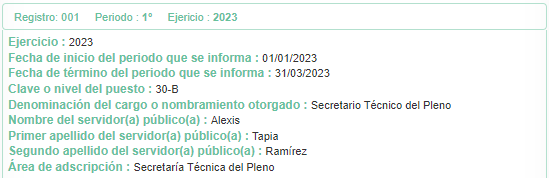 Registro: 001 Periodo : 1º Ejericio : 2023
Ejercicio : 2023
Fecha de inicio del periodo que se informa : 01/01/2023
Fecha de término del periodo que se informa : 31/03/2023
Clave o nivel del puesto : 30-B
Denominación del cargo o nombramiento otorgado : Secretario Técnico del Pleno
Nombre del servidor(a) público(a) : Alexis
Primer apellido del servidor(a) público(a) : Tapia
Segundo apellido del servidor(a) público(a) : Ramírez
Área de adscripción : Secretaría Técnica del Pleno